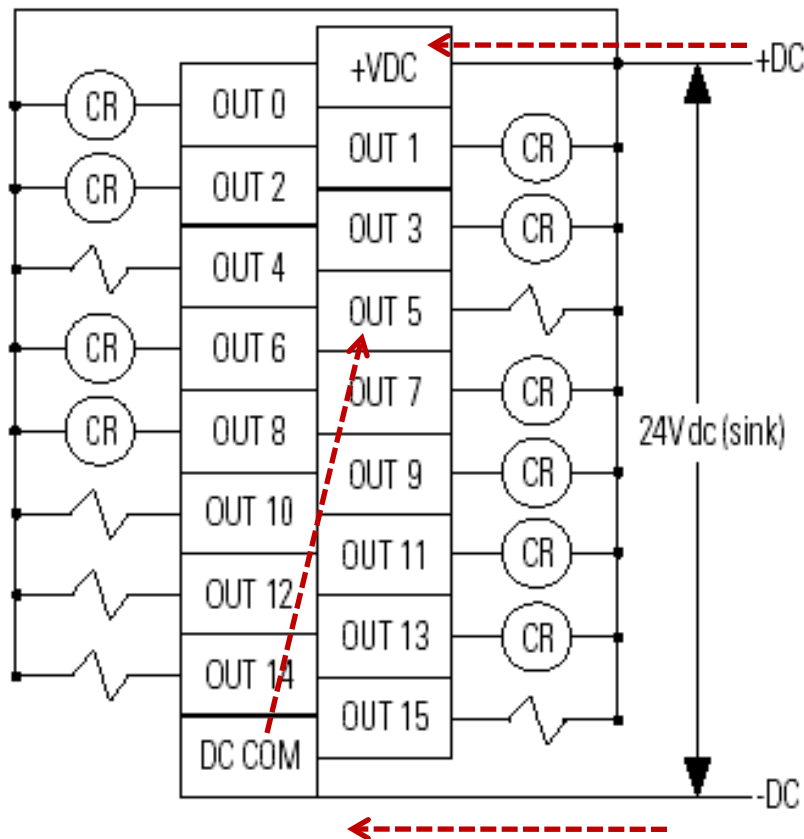 +VDC
+DC
CR
OUT 0
OUT 1
CR
CR
OUT 2
OUT 3
CR
OUT 4
OUT 5
CR
OUT 6
OUT 7
CR
CR
OUT 8
24V dc (sink)
OUT 9
CR
OUT 10
OUT 11
CR
OUT 12
OUT 13
CR
OUT 14
OUT 15
DC COM
-DC